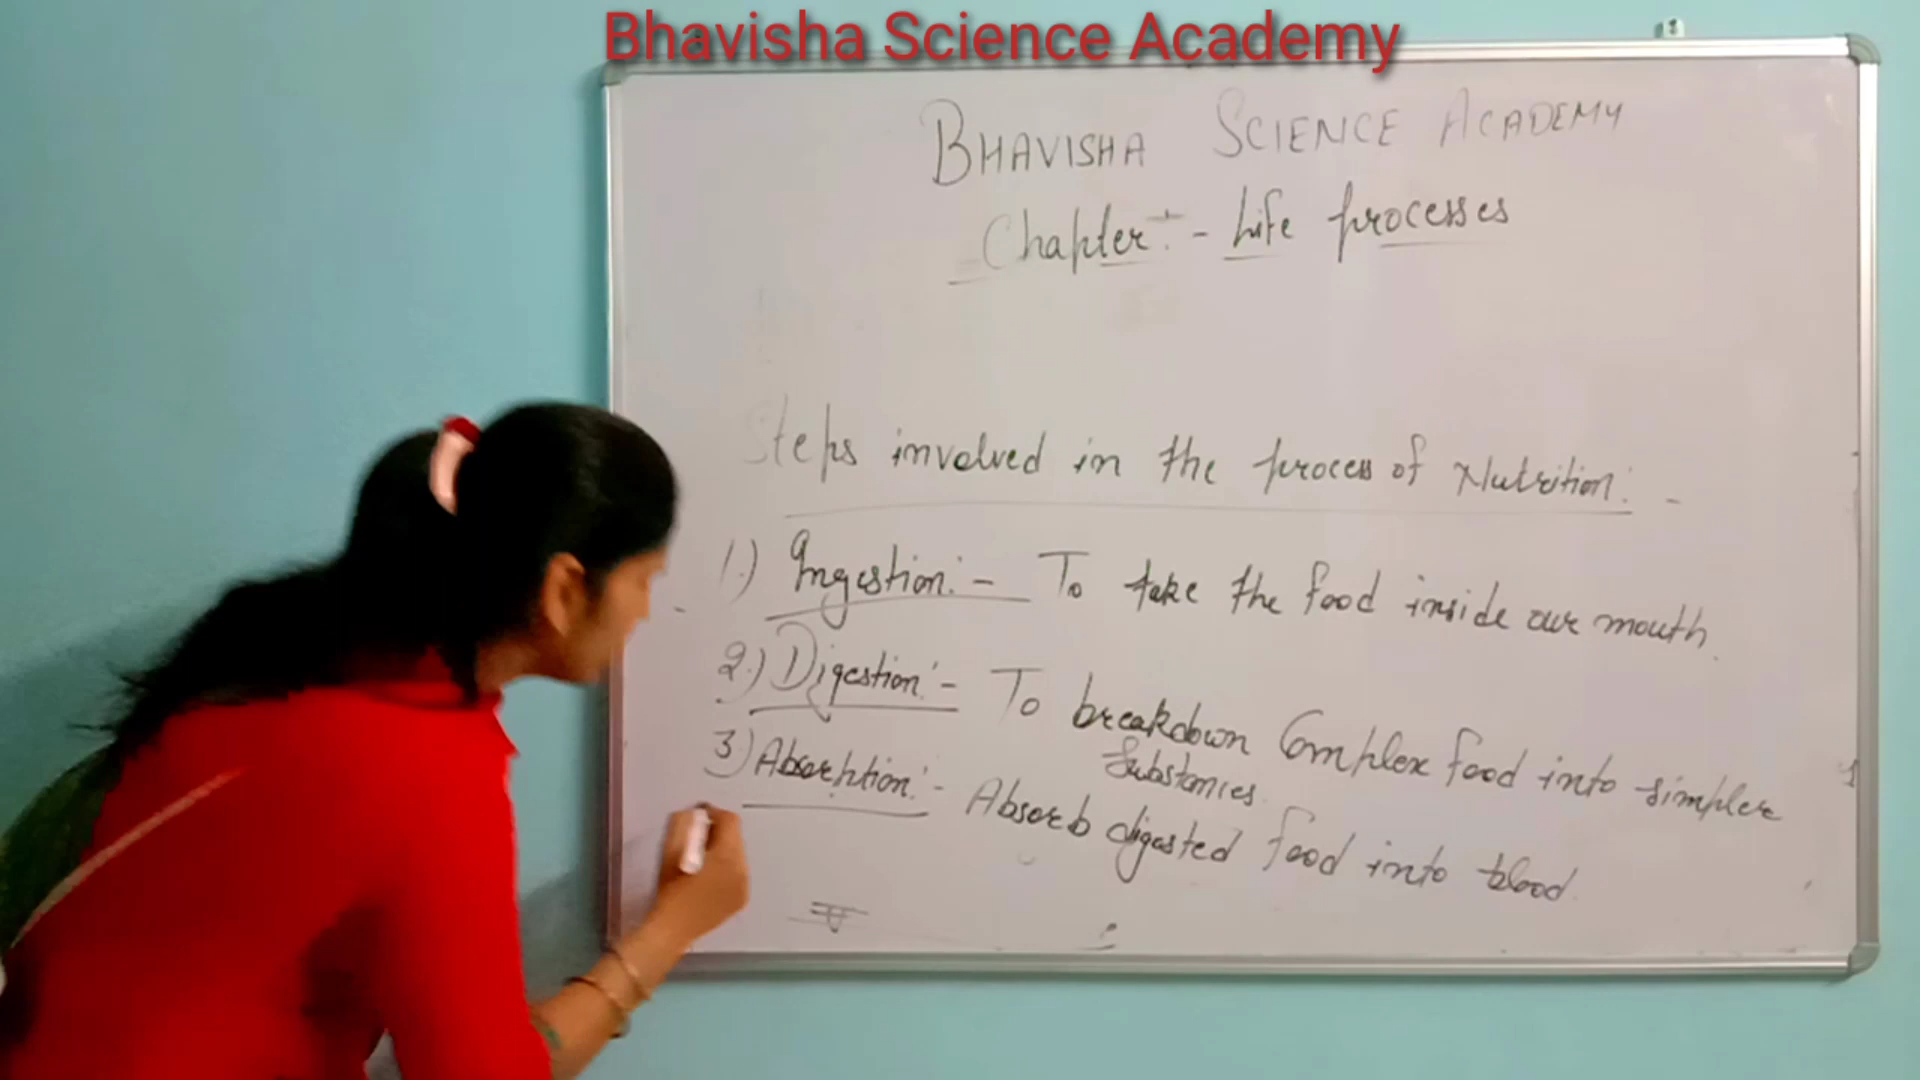 Bhavisha Science Academy
BHAVISHA SCIENCE ACADEMY
Chapter:- Life processes
Steps involved in the process of Nutrition:-
1.) Ingestion:- To take the food inside our mouth.
2.) Digestion:- To breakdown Complex food into simpler
Substances.
3) Absorption:- Absorb digested food into blood.